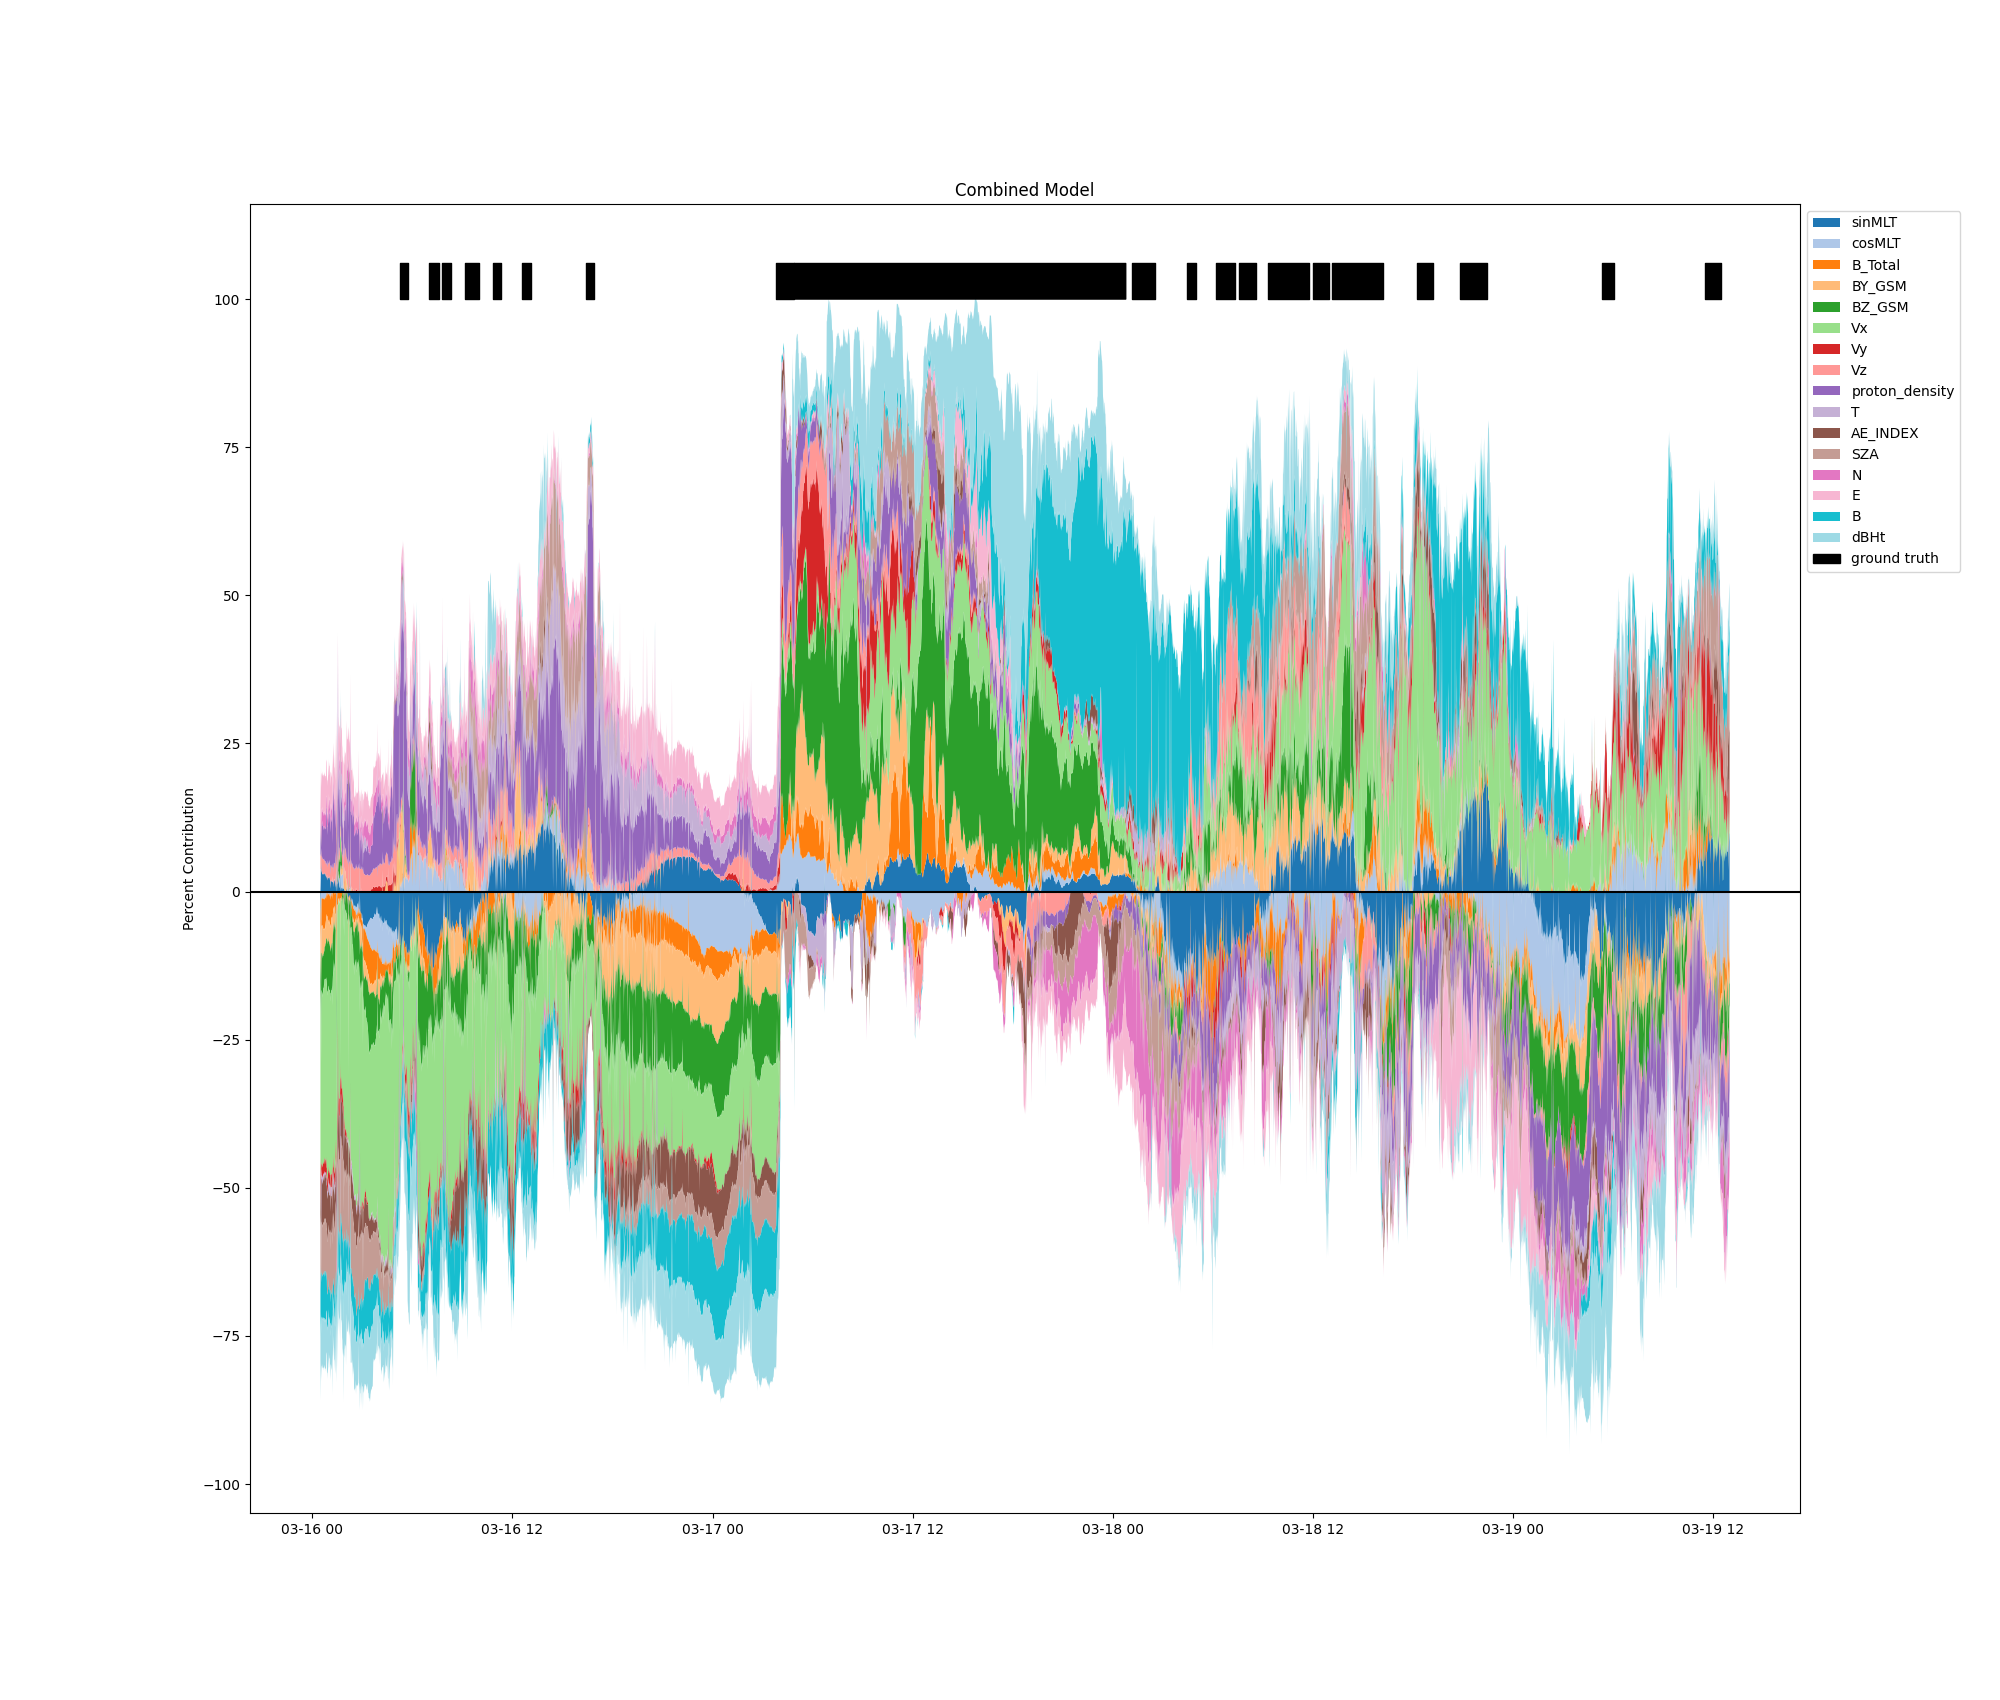 Combined Model
sinMLT
cosMLT
B_Total
BY_GSM
BZ_GSM
Vx
Vy
Vz
proton_density
T
AE_INDEX
SZA
N
E
B
dBHt
ground truth
Percent Contribution
100
75
50
25
0
−25
−50
−75
−100
03-16 00
03-16 12
03-17 00
03-17 12
03-18 00
03-18 12
03-19 00
03-19 12